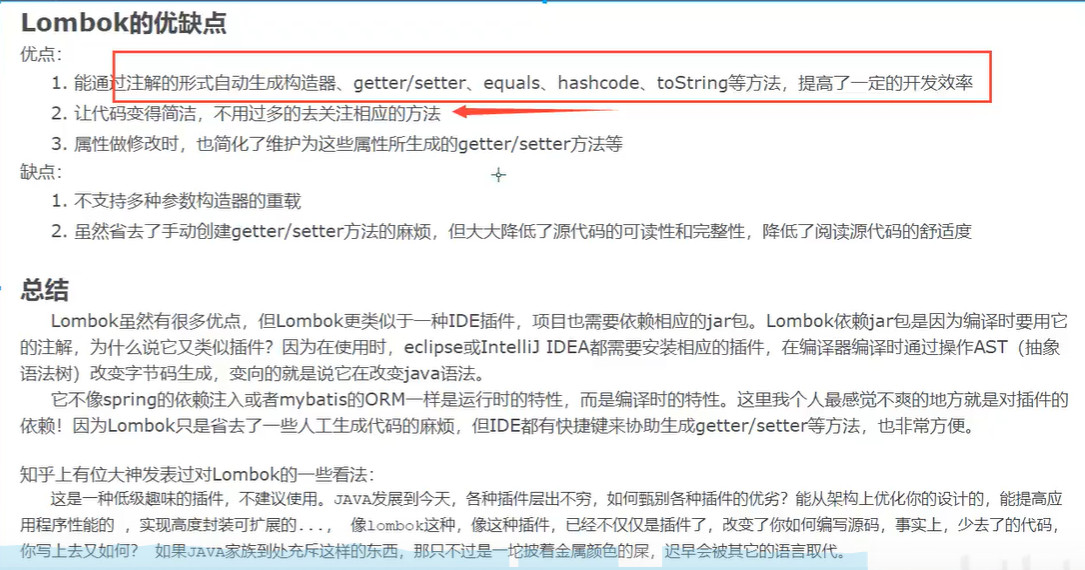 Lombok的优缺点
优点：
1. 能通过注解的形式自动生成构造器、getter/setter、equals、hashcode、toString等方法，提高了一定的开发效率
2. 让代码变得简洁，不用过多的去关注相应的方法
3. 属性做修改时，也简化了维护为这些属性所生成的getter/setter方法等
缺点：
1. 不支持多种参数构造器的重载
2. 虽然省去了手动创建getter/setter方法的麻烦，但大大降低了源代码的可读性和完整性，降低了阅读源代码的舒适度
总结
Lombok虽然有很多优点，但Lombok更类似于一种IDE插件，项目也需要依赖相应的jar包。Lombok依赖jar包是因为编译时要用它
的注解，为什么说它又类似插件？因为在使用时，eclipse或IntelliJ IDEA都需要安装相应的插件，在编译器编译时通过操作AST（抽象
语法树）改变字节码生成，变向的就是说它在改变java语法。
它不像spring的依赖注入或者mybatis的ORM一样是运行时的特性，而是编译时的特性。这里我个人最感觉不爽的地方就是对插件的
依赖！因为Lombok只是省去了一些人工生成代码的麻烦，但IDE都有快捷键来协助生成getter/setter等方法，也非常方便。
知乎上有位大神发表过对Lombok的一些看法：
这是一种低级趣味的插件，不建议使用。JAVA发展到今天，各种插件层出不穷，如何甄别各种插件的优劣？能从架构上优化你的设计的，能提高应
用程序性能的 ，实现高度封装可扩展的...， 像lombok这种，像这种插件，已经不仅仅是插件了，改变了你如何编写源码，事实上，少去了的代码，
你写上去又如何？ 如果JAVA家族到处充斥这样的东西，那只不过是一坨披着金属颜色的屎，迟早会被其它的语言取代。